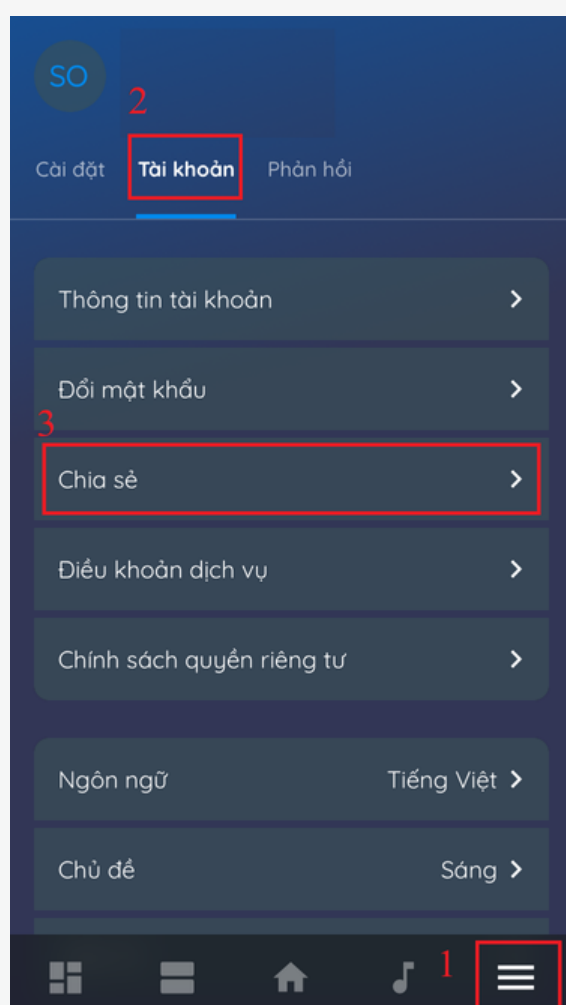 SO
2
Cài đặt Tài khoản Phản hồi
Thông tin tài khoản
Đổi mật khẩu
3
Chia sẻ
Điều khoản dịch vụ
Chính sách quyền riêng tư
Ngôn ngữ Tiếng Việt
Chủ đề Sáng
1